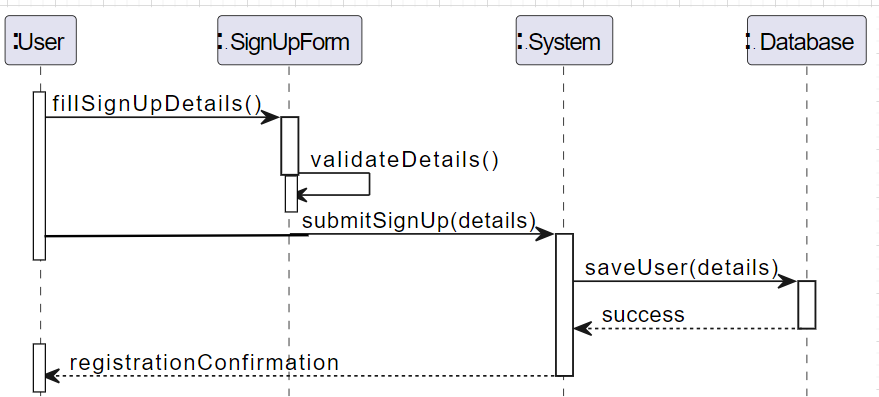 :User
: SignUpForm
: System
: Database
fillSignUpDetails()
validateDetails()
submitSignUp(details)
saveUser(details)
success
registrationConfirmation